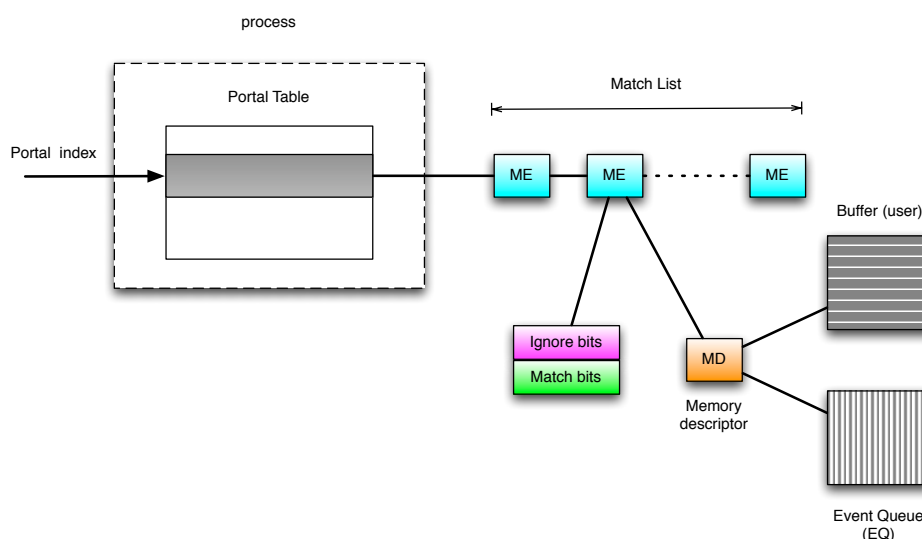 process
Portal Table
Match List
Portal index
ME
ME
ME
Buffer (user)
Ignore bits
Match bits
MD
Memory
descriptor
Event Queue
(EQ)